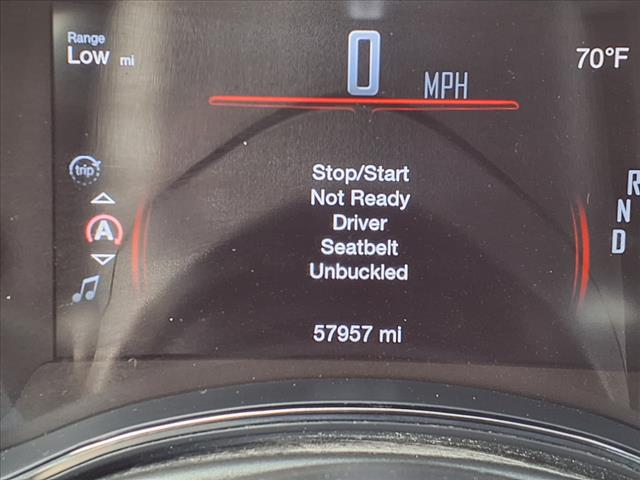 Range
Low mi
0 MPH
70°F
trip
Stop/Start
Not Ready
Driver
Seatbelt
Unbuckled
A
R
N
D
57957 mi